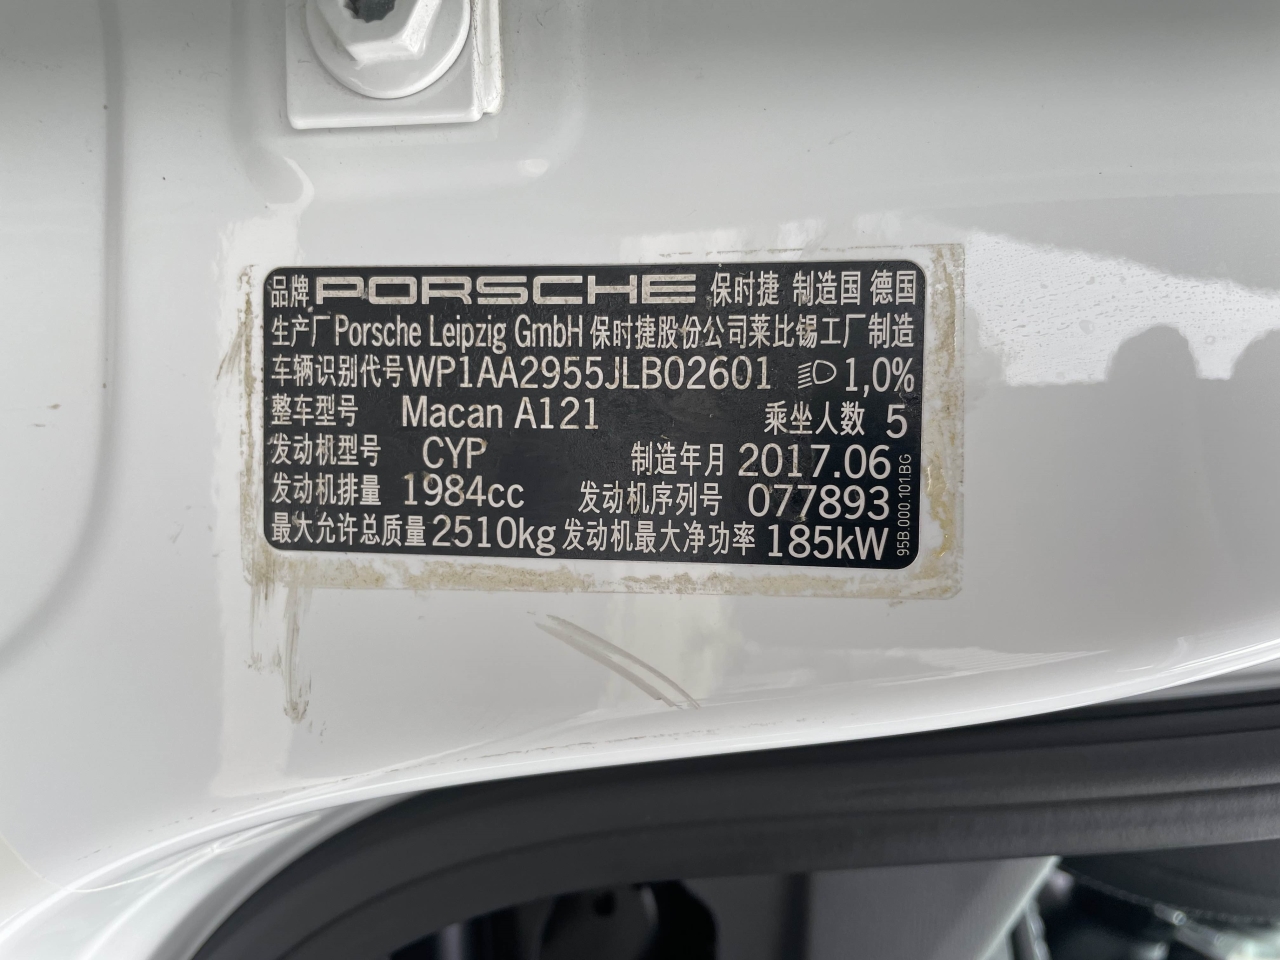 品牌 PORSCHE 保时捷 制造国 德国
生产厂 Porsche Leipzig GmbH 保时捷股份公司莱比锡工厂制造
车辆识别代号 WP1AA2955JLB02601 1,0%
整车型号 Macan A121 乘坐人数 5
发动机型号 CYP 制造年月 2017.06
发动机排量 1984cc 发动机序列号 077893
最大允许总质量 2510kg 发动机最大净功率 185kW
95B.000.101.BG